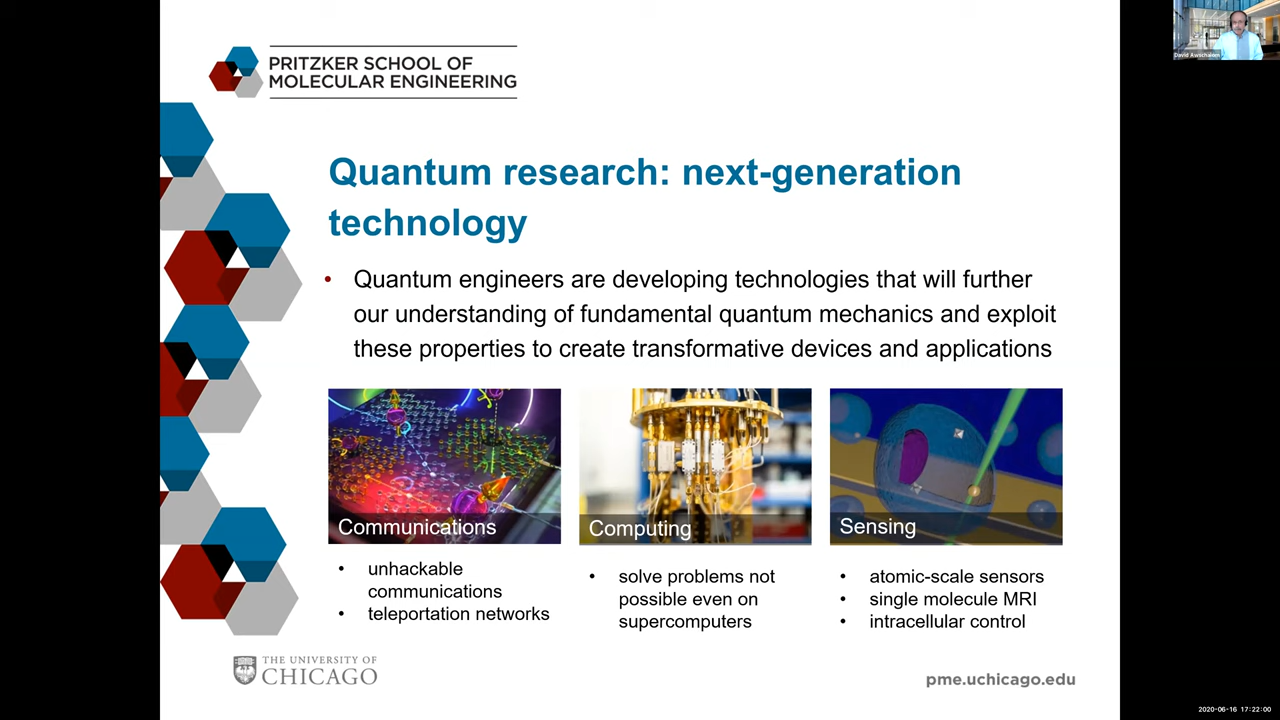 PRITZKER SCHOOL OF
MOLECULAR ENGINEERING
David Awschalom
Quantum research: next-generation
technology
• Quantum engineers are developing technologies that will further
our understanding of fundamental quantum mechanics and exploit
these properties to create transformative devices and applications
Communications
• unhackable
communications
• teleportation networks
Computing
• solve problems not
possible even on
supercomputers
Sensing
• atomic-scale sensors
• single molecule MRI
• intracellular control
THE UNIVERSITY OF
CHICAGO
pme.uchicago.edu
2020-06-16 17:22:00